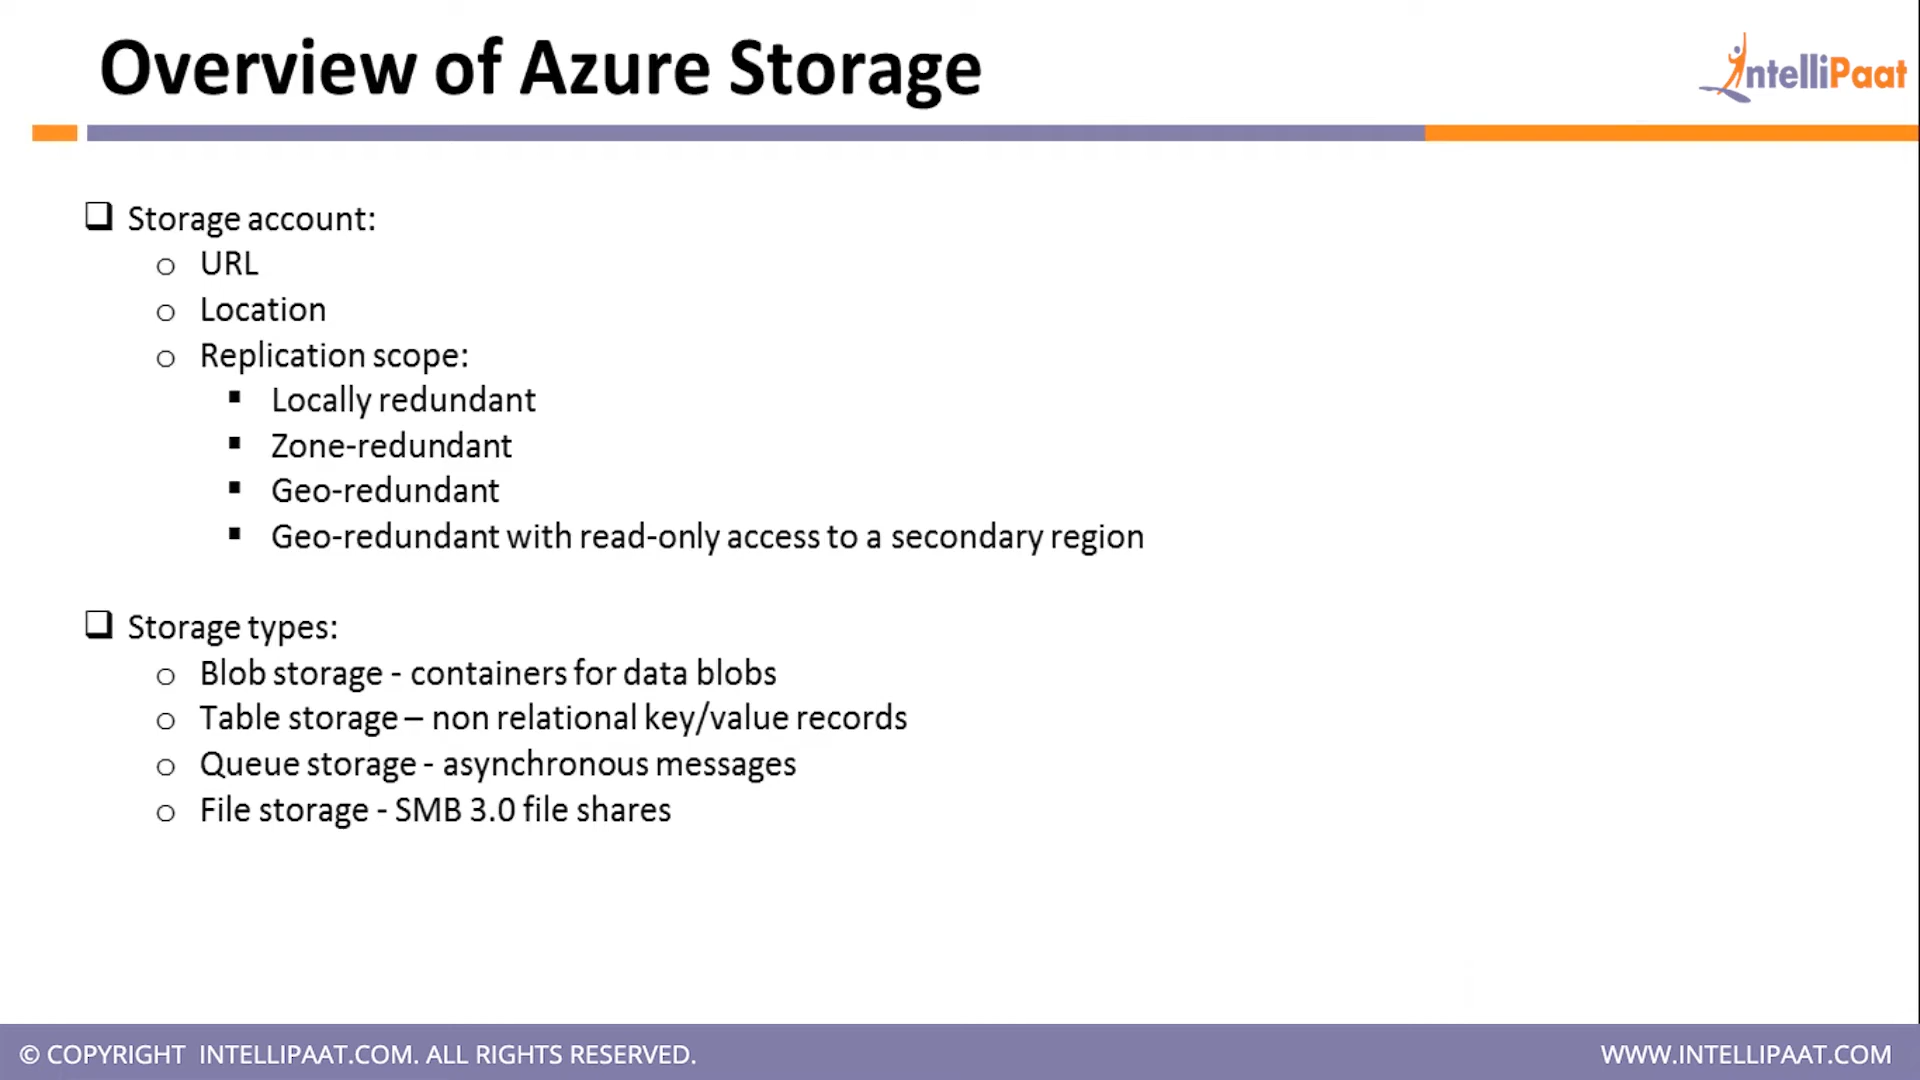 Overview of Azure Storage
IntelliPaat
Storage account:
URL
Location
Replication scope:
Locally redundant
Zone-redundant
Geo-redundant
Geo-redundant with read-only access to a secondary region
Storage types:
Blob storage - containers for data blobs
Table storage – non relational key/value records
Queue storage - asynchronous messages
File storage - SMB 3.0 file shares
© COPYRIGHT INTELLIPAAT.COM. ALL RIGHTS RESERVED.
WWW.INTELLIPAAT.COM